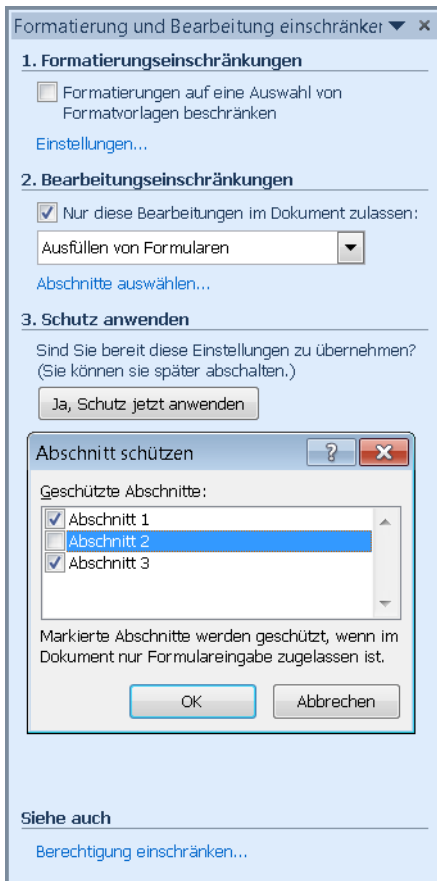 Formatierung und Bearbeitung einschränker
1. Formatierungseinschränkungen
Formatierungen auf eine Auswahl von
Formatvorlagen beschränken
Einstellungen...
2. Bearbeitungseinschränkungen
Nur diese Bearbeitungen im Dokument zulassen:
Ausfüllen von Formularen
Abschnitte auswählen...
3. Schutz anwenden
Sind Sie bereit diese Einstellungen zu übernehmen?
(Sie können sie später abschalten.)
Ja, Schutz jetzt anwenden
Abschnitt schützen
Geschützte Abschnitte:
Abschnitt 1
Abschnitt 2
Abschnitt 3
Markierte Abschnitte werden geschützt, wenn im
Dokument nur Formulareingabe zugelassen ist.
OK Abbrechen
Siehe auch
Berechtigung einschränken...